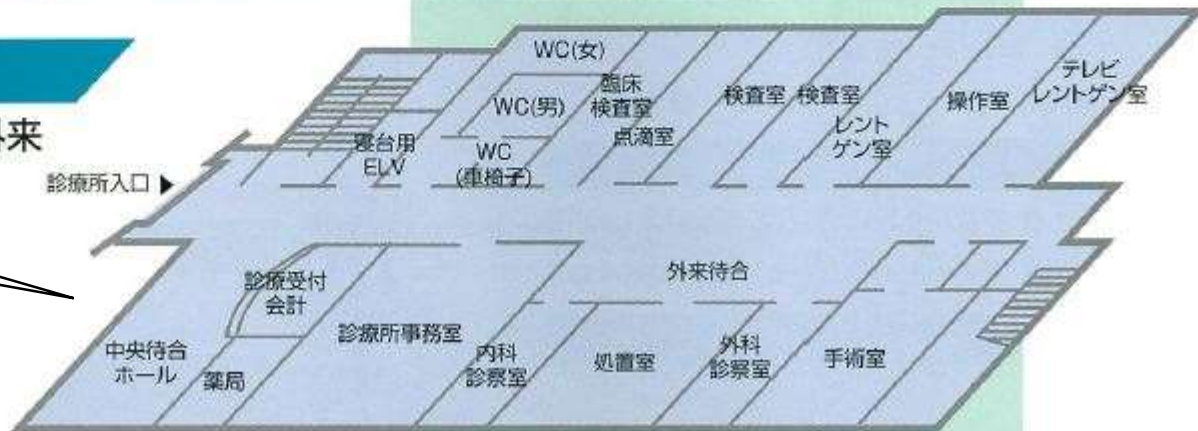 来
診療所入口▶
WC(女)
WC(男)
WC
(車椅子)
寝台用
ELV
臨床
検査室
点滴室
検査室
検査室
レント
ゲン室
操作室
テレビ
レントゲン室
診療受付
会計
外来待合
中央待合
ホール
薬局
診療所事務室
内科
診察室
処置室
外科
診察室
手術室